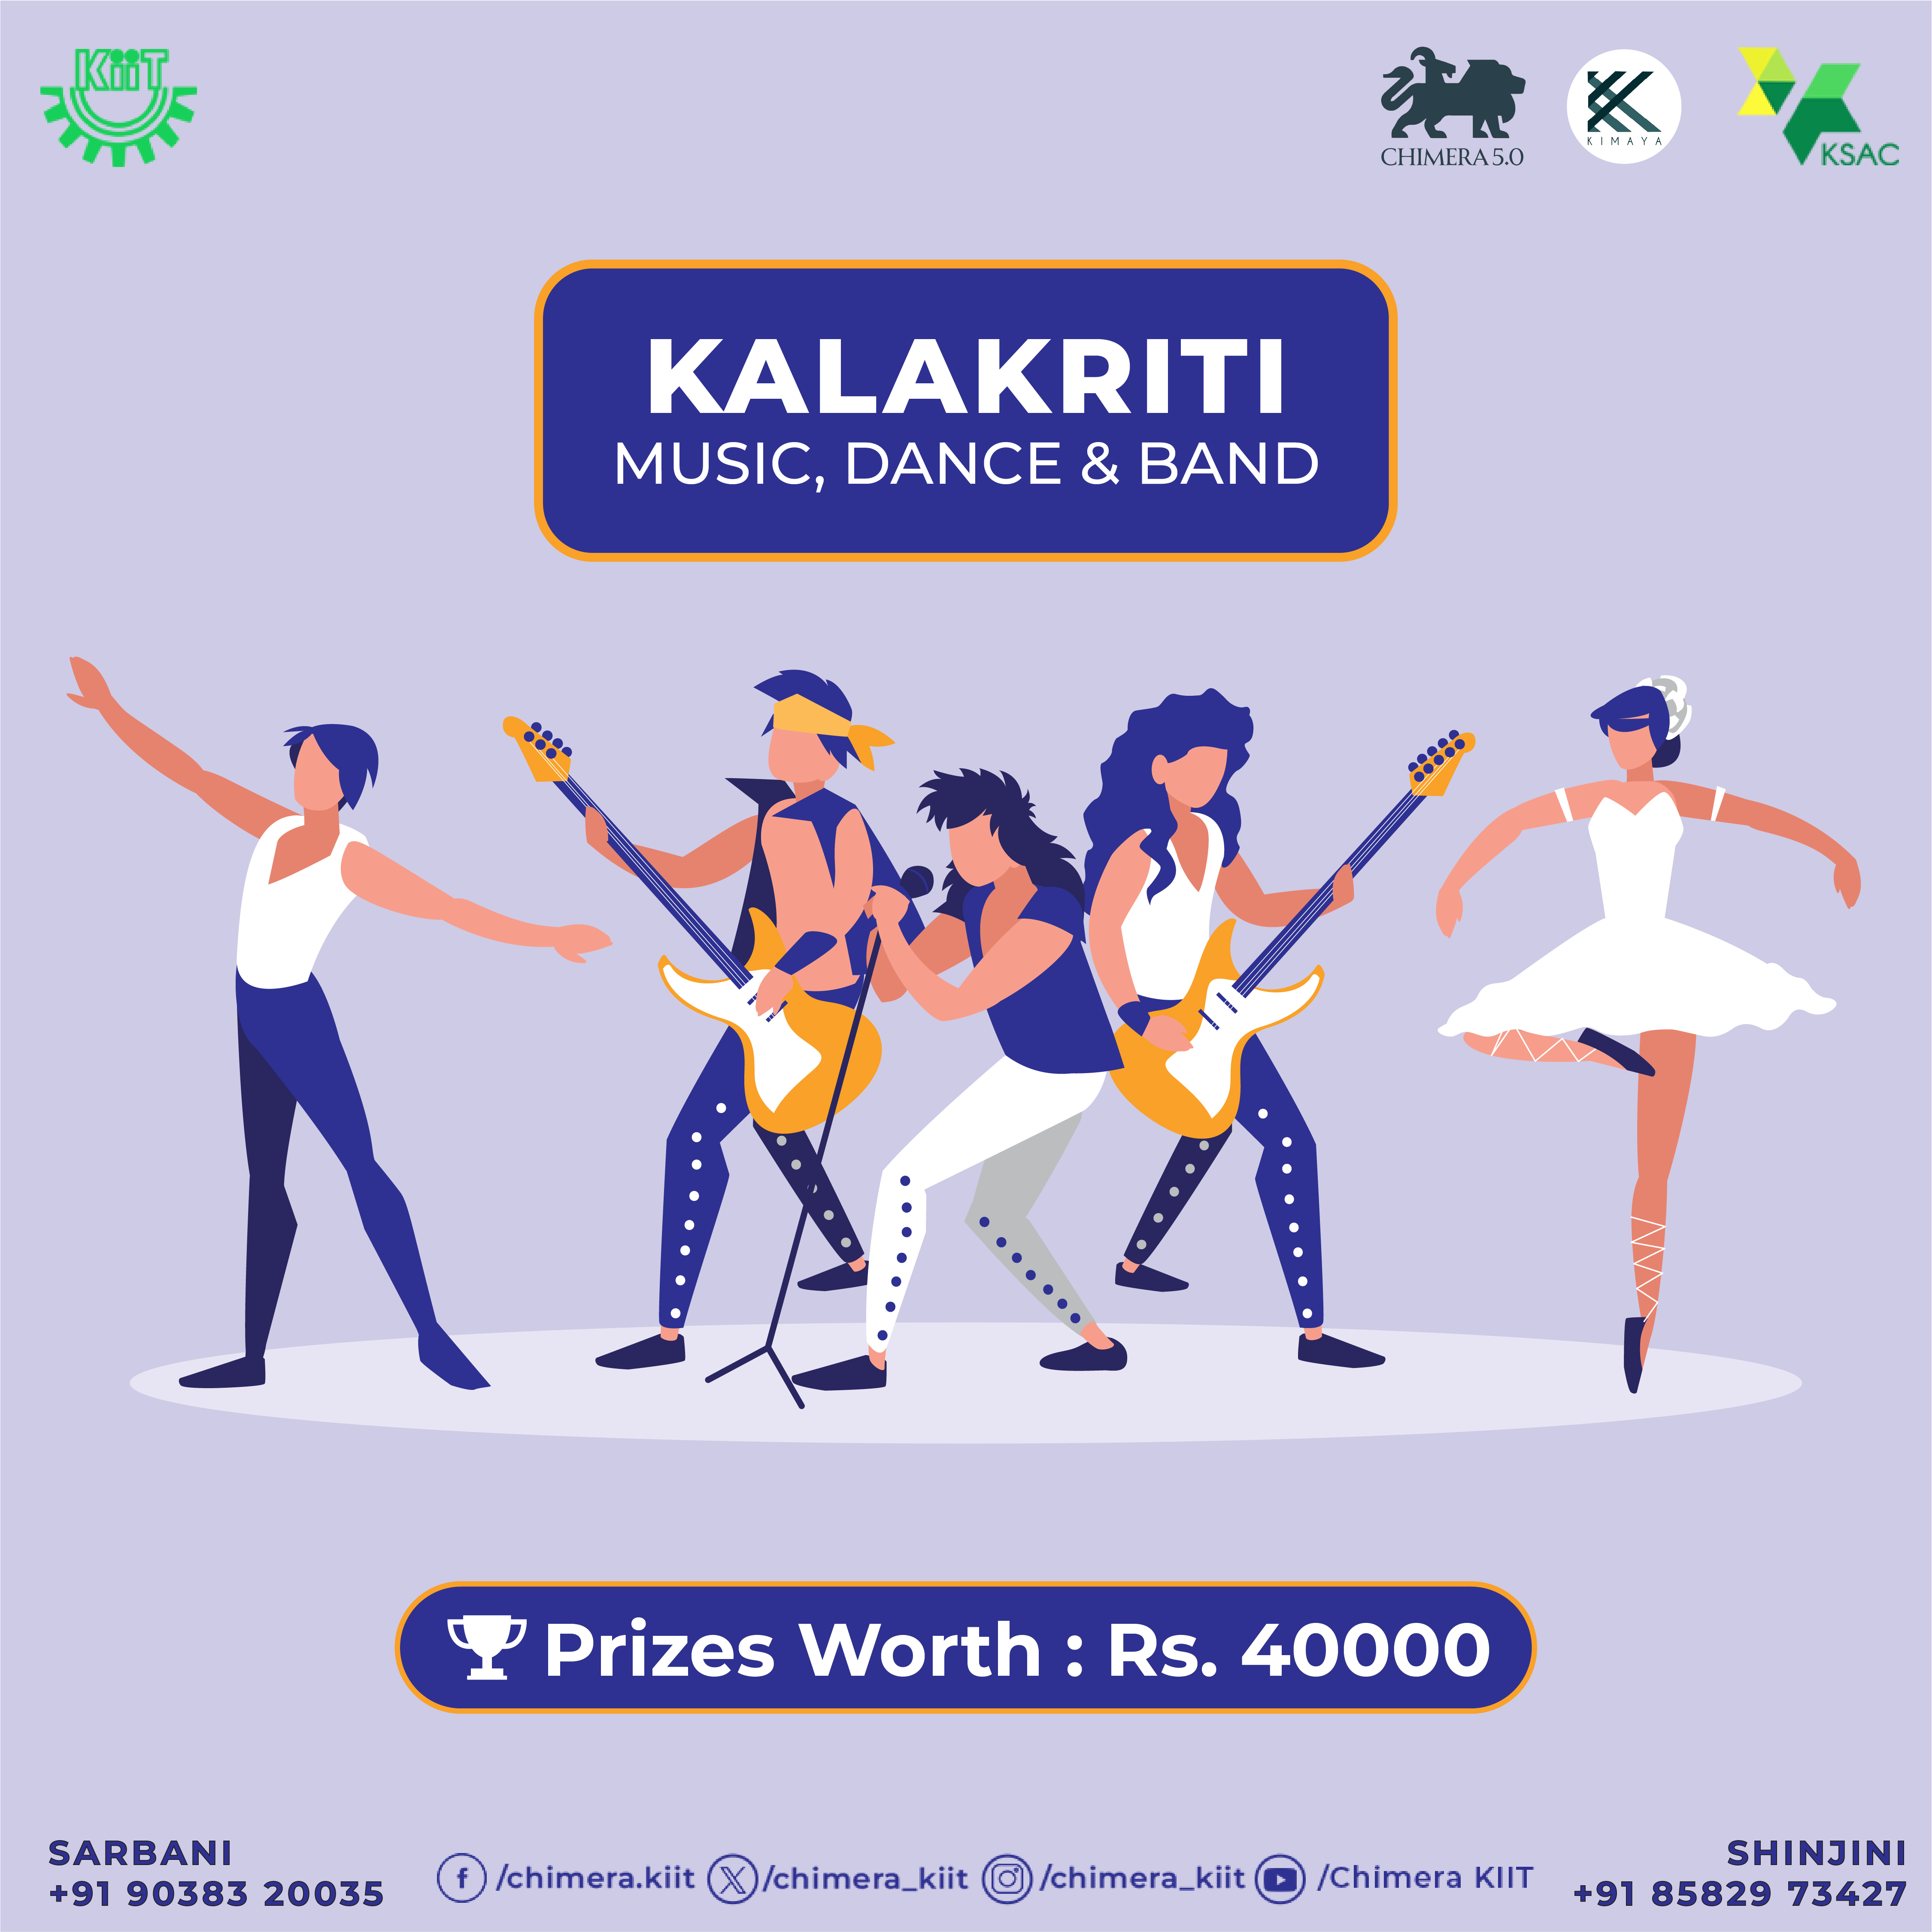 KiiT
CHIMERA 5.0
KIMAYA
KSAC
KALAKRITI
MUSIC, DANCE & BAND
Prizes Worth : Rs. 40000
SARBANI
+91 90383 20035
/chimera.kiit /chimera_kiit /chimera_kiit /Chimera KIIT
SHINJINI
+91 85829 73427